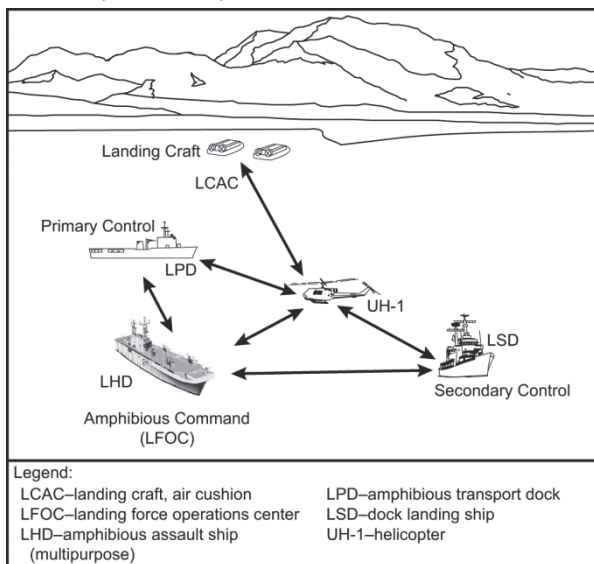 Landing Craft
LCAC
Primary Control
LPD
UH-1
LSD
LHD
Secondary Control
Amphibious Command
(LFOC)
Legend:
LCAC–landing craft, air cushion
LFOC–landing force operations center
LHD–amphibious assault ship
(multipurpose)
LPD–amphibious transport dock
LSD–dock landing ship
UH-1–helicopter